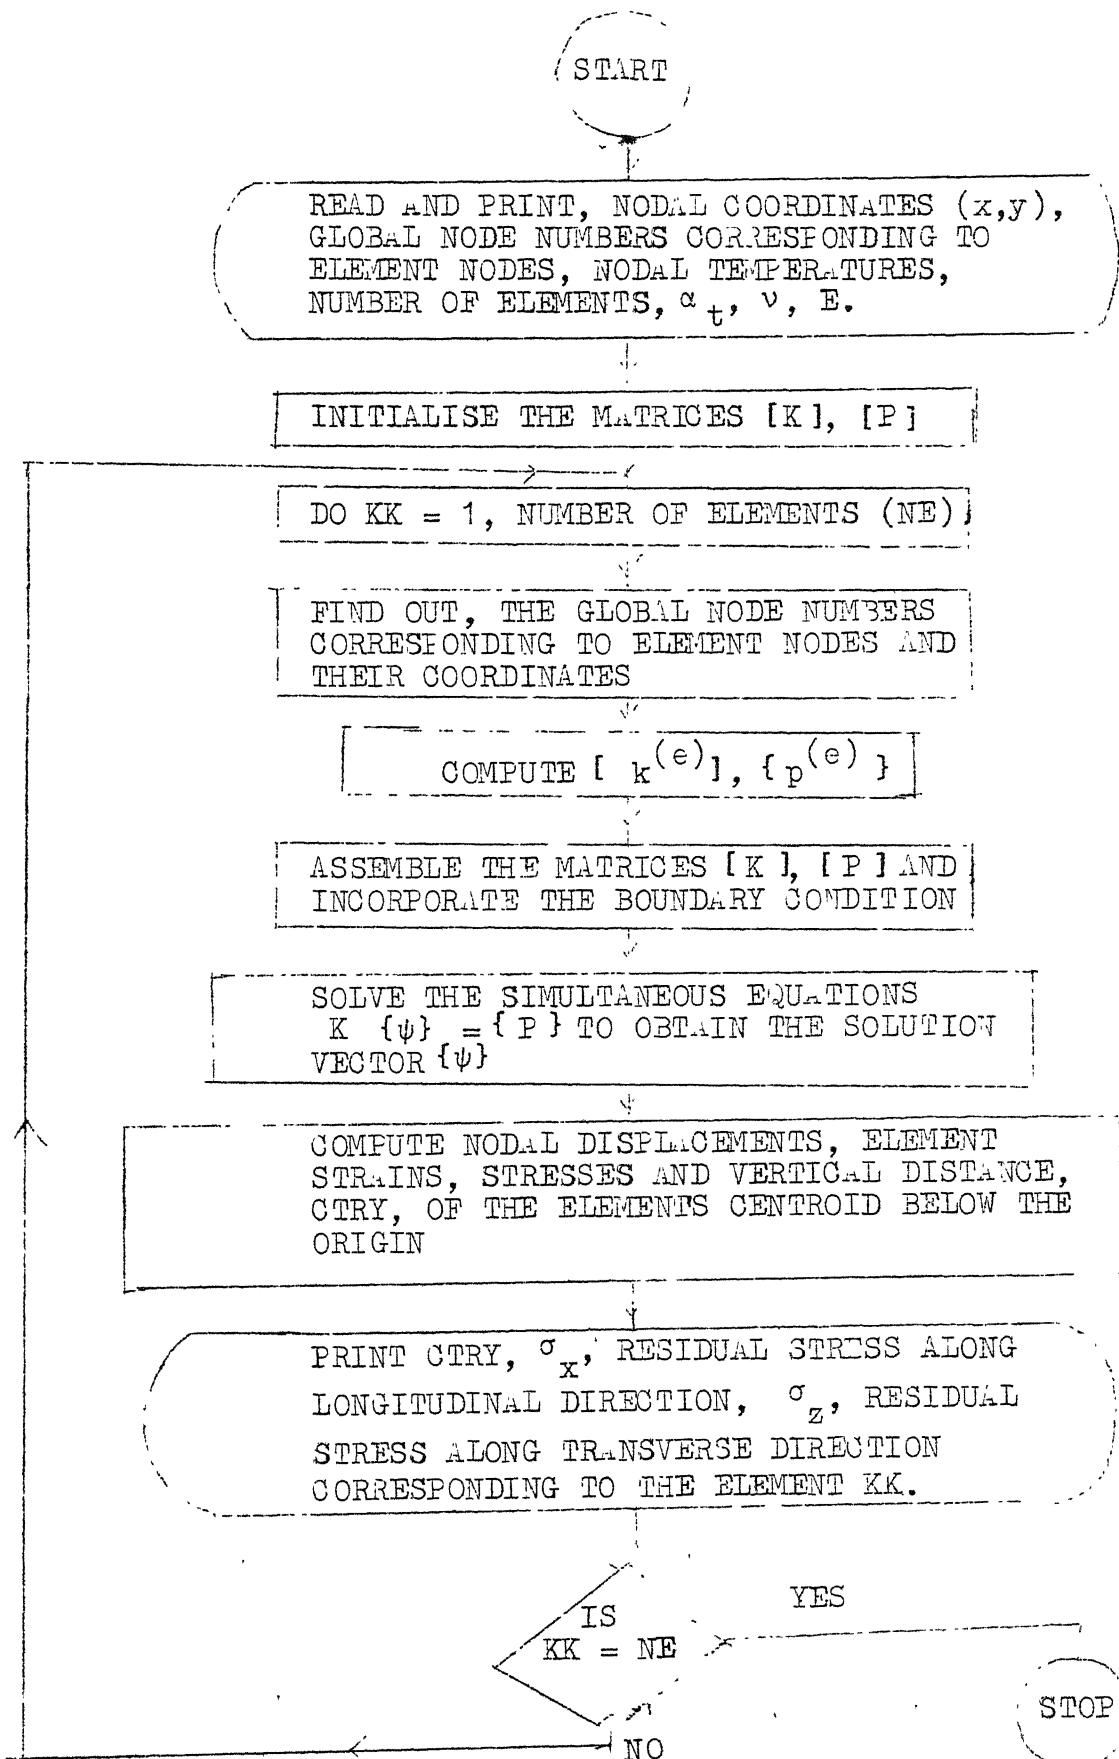 START
READ AND PRINT, NODAL COORDINATES (x,y),
GLOBAL NODE NUMBERS CORRESPONDING TO
ELEMENT NODES, NODAL TEMPERATURES,
NUMBER OF ELEMENTS, α_t, ν, E.
INITIALISE THE MATRICES [K], [P]
DO KK = 1, NUMBER OF ELEMENTS (NE)
FIND OUT, THE GLOBAL NODE NUMBERS
CORRESPONDING TO ELEMENT NODES AND
THEIR COORDINATES
COMPUTE [ k^(e)], {p^(e) }
ASSEMBLE THE MATRICES [K ], [P ] AND
INCORPORATE THE BOUNDARY CONDITION
SOLVE THE SIMULTANEOUS EQUATIONS
K {ψ} = {P} TO OBTAIN THE SOLUTION
VECTOR {ψ}
COMPUTE NODAL DISPLACEMENTS, ELEMENT
STRAINS, STRESSES AND VERTICAL DISTANCE,
CTRY, OF THE ELEMENTS CENTROID BELOW THE
ORIGIN
PRINT CTRY, σ_x, RESIDUAL STRESS ALONG
LONGITUDINAL DIRECTION, σ_z, RESIDUAL
STRESS ALONG TRANSVERSE DIRECTION
CORRESPONDING TO THE ELEMENT KK.
IS
KK = NE
YES
STOP
NO